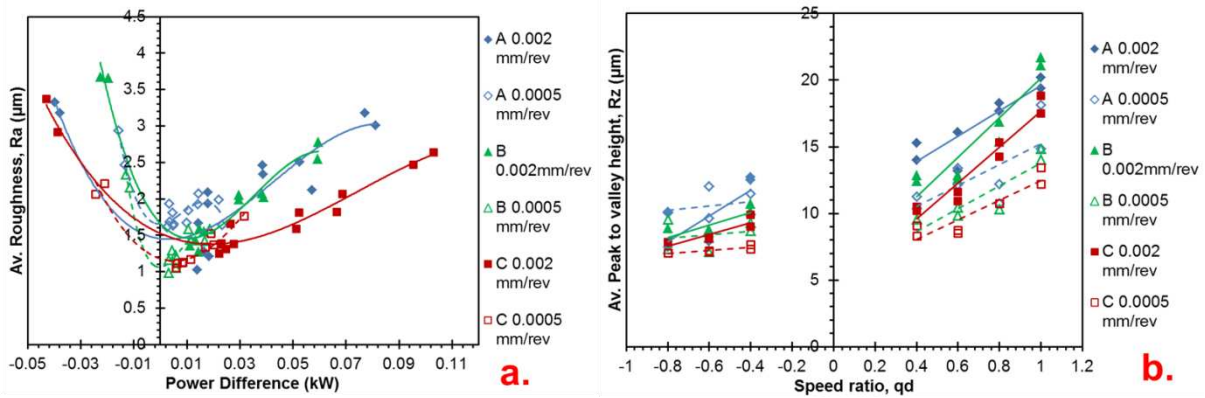 Av. Roughness, Ra (µm)
4.5
4
3.5
3
2.5
2
1.5
1
0.5
0
-0.05 -0.03 -0.01 0.01 0.03 0.05 0.07 0.09 0.11
Power Difference (kW)
A 0.002
mm/rev
A 0.0005
mm/rev
B
0.002mm/rev
B 0.0005
mm/rev
C 0.002
mm/rev
C 0.0005
mm/rev
a.
Av. Peak to valley height, Rz (µm)
25
20
15
10
5
0
-1 -0.8 -0.6 -0.4 -0.2 0 0.2 0.4 0.6 0.8 1 1.2
Speed ratio, qd
A 0.002
mm/rev
A 0.0005
mm/rev
B
0.002mm/rev
B 0.0005
mm/rev
C 0.002
mm/rev
C 0.0005
mm/rev
b.